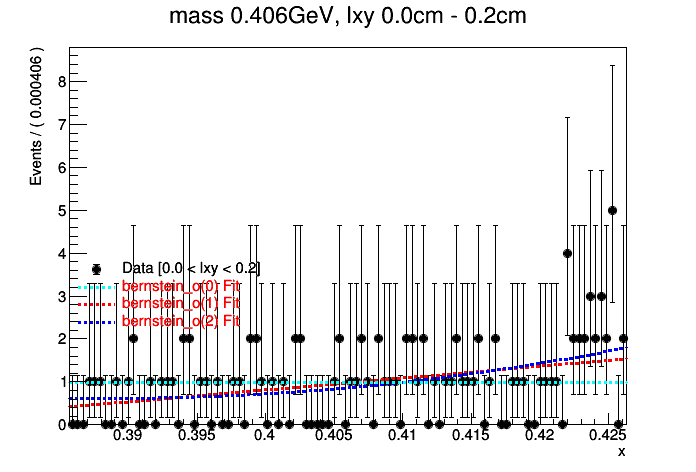 mass 0.406GeV, lxy 0.0cm - 0.2cm
Events / ( 0.000406 )
8
7
6
5
4
3
2
1
0
Data [0.0 < lxy < 0.2]
bernstein_o(0) Fit
bernstein_o(1) Fit
bernstein_o(2) Fit
0.39 0.395 0.4 0.405 0.41 0.415 0.42 0.425
x